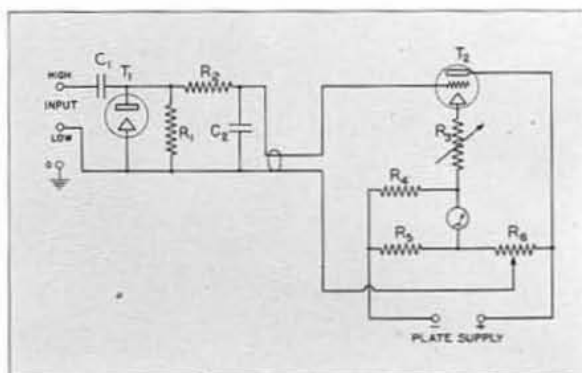 HIGH
C1
T1
R2
INPUT
LOW
R1
C2
G
T2
R3
R4
R5
R6
- +
PLATE SUPPLY